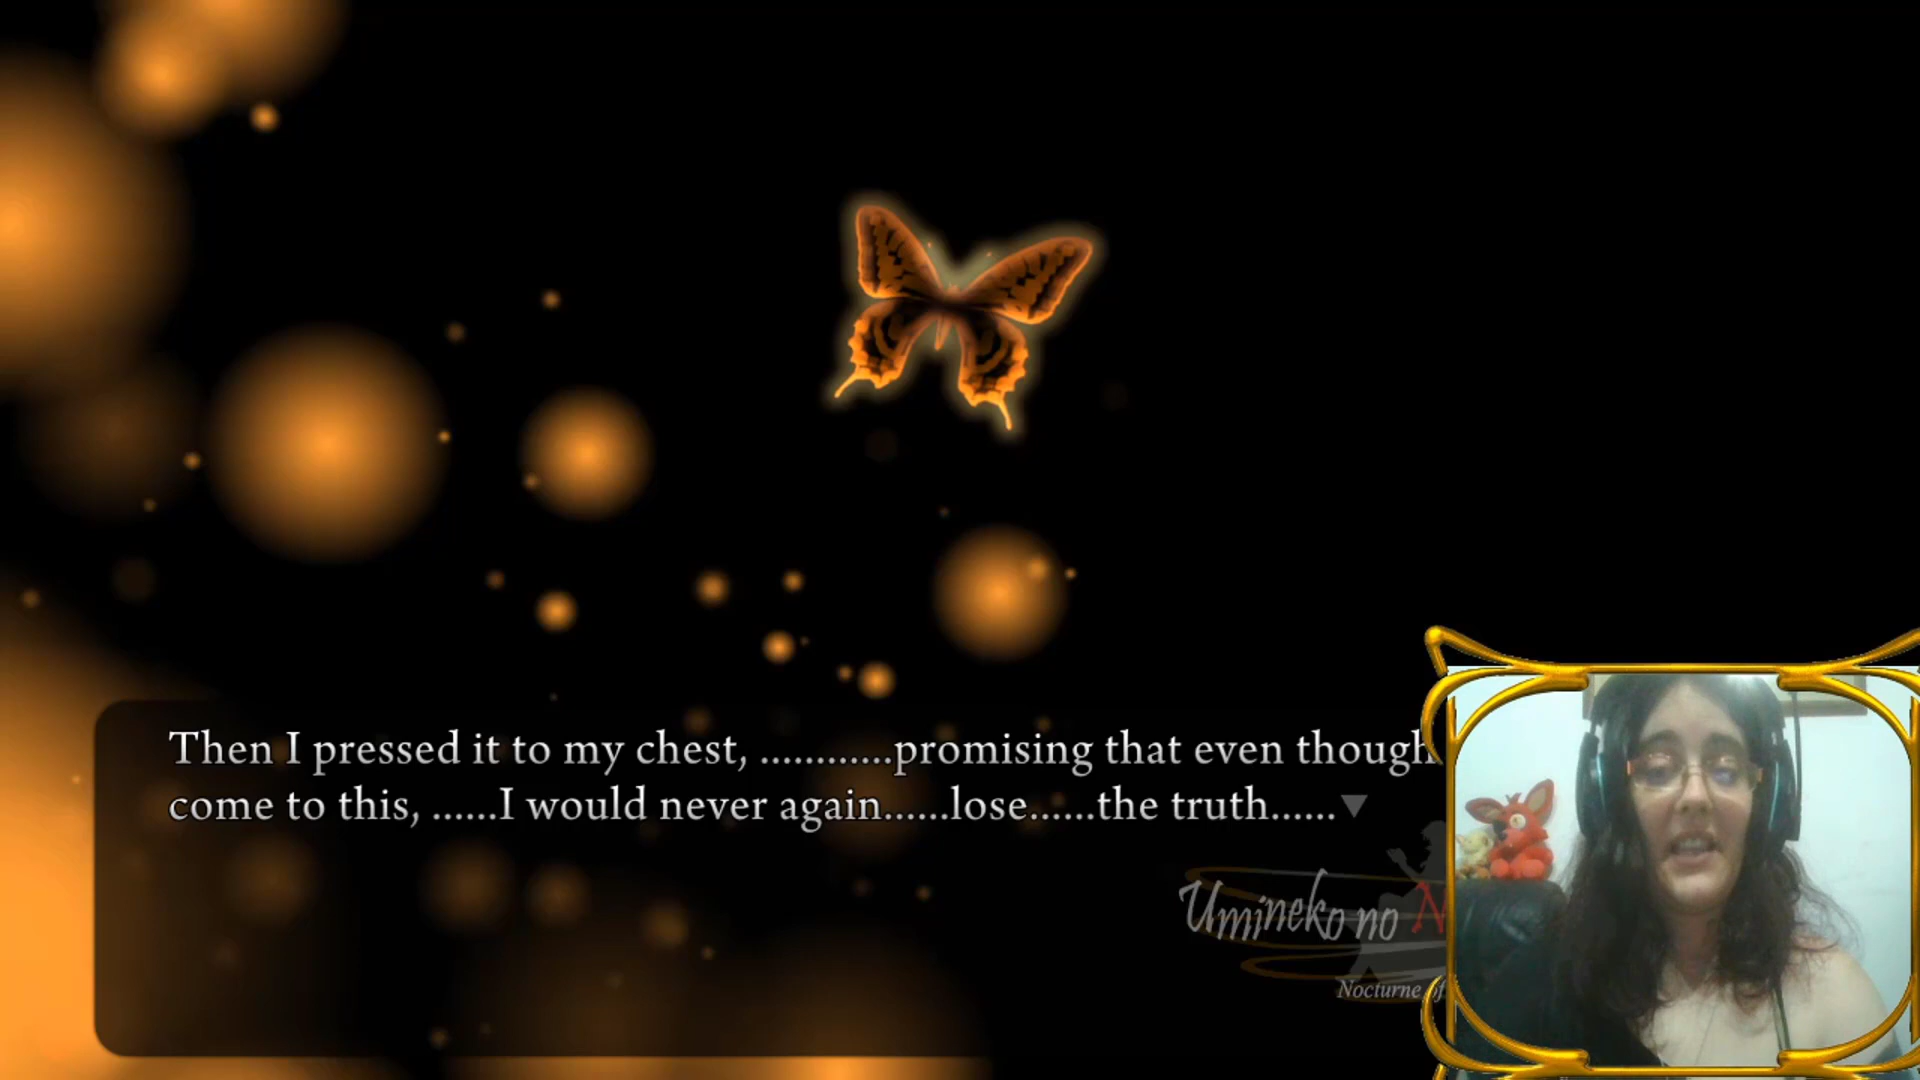 Then I pressed it to my chest, ............promising that even though
come to this, ......I would never again......lose......the truth......
Umineko no
Nocturne of